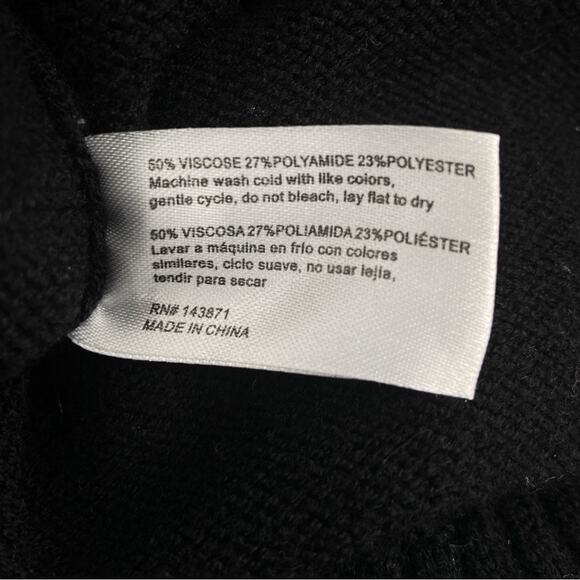 50% VISCOSE 27%POLYAMIDE 23%POLYESTER
Machine wash cold with like colors,
gentle cycle, do not bleach, lay flat to dry
50% VISCOSA 27%POLIAMIDA 23%POLIÉSTER
Lavar a máquina en frío con colores
similares, ciclo suave, no usar lejía,
tendir para secar
RN# 143871
MADE IN CHINA